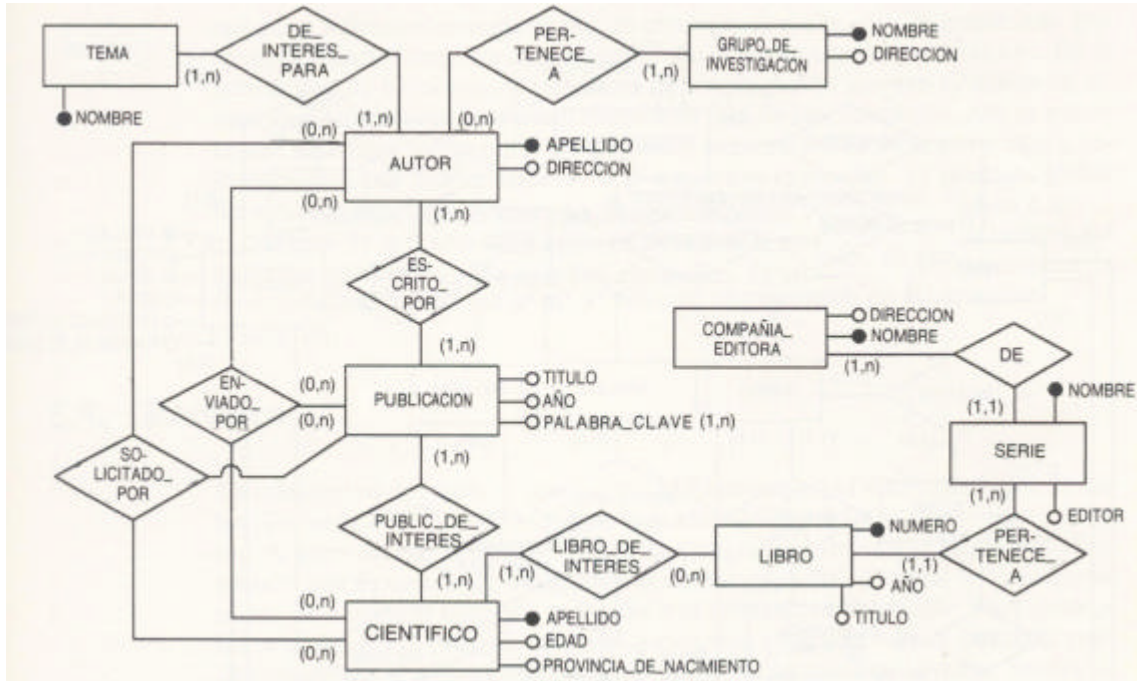 TEMA
DE_
INTERES_
PARA
PER-
TENECE_
A
GRUPO_DE_
INVESTIGACION
NOMBRE
DIRECCION
(1,n)
(1,n)
NOMBRE
(0,n)
(1,n)
(0,n)
AUTOR
APELLIDO
DIRECCION
(0,n)
(1,n)
ES-
CRITO_
POR
COMPAÑIA_
EDITORA
DIRECCION
NOMBRE
(1,n)
DE
(1,n)
EN-
VIADO_
POR
(0,n)
(0,n)
PUBLICACION
TITULO
AÑO
PALABRA_CLAVE (1,n)
NOMBRE
(1,1)
SERIE
SO-
LICITADO_
POR
(1,n)
(1,n)
EDITOR
PUBLIC_DE_
INTERES
LIBRO_DE_
INTERES
LIBRO
NUMERO
PER-
TENECE_
A
(1,n)
(1,n)
(0,n)
(1,1)
AÑO
TITULO
(0,n)
(0,n)
CIENTIFICO
APELLIDO
EDAD
PROVINCIA_DE_NACIMIENTO